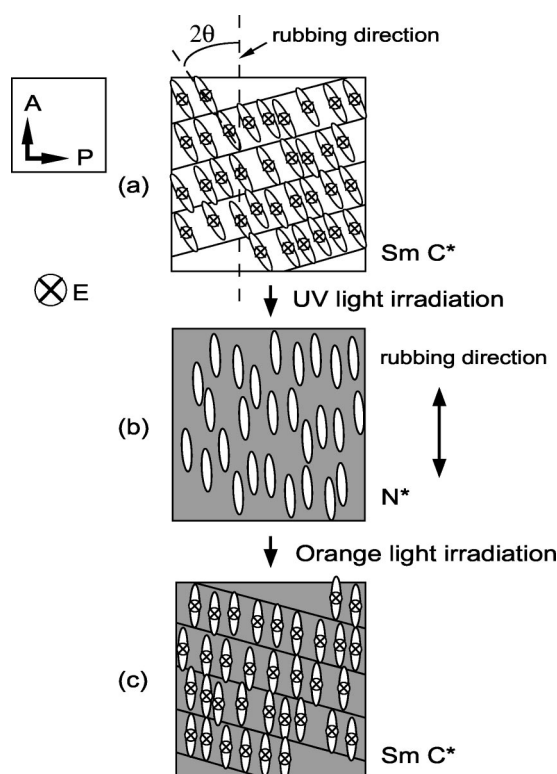 2θ
rubbing direction
A
P
(a)
Sm C*
E
UV light irradiation
rubbing direction
(b)
N*
Orange light irradiation
(c)
Sm C*